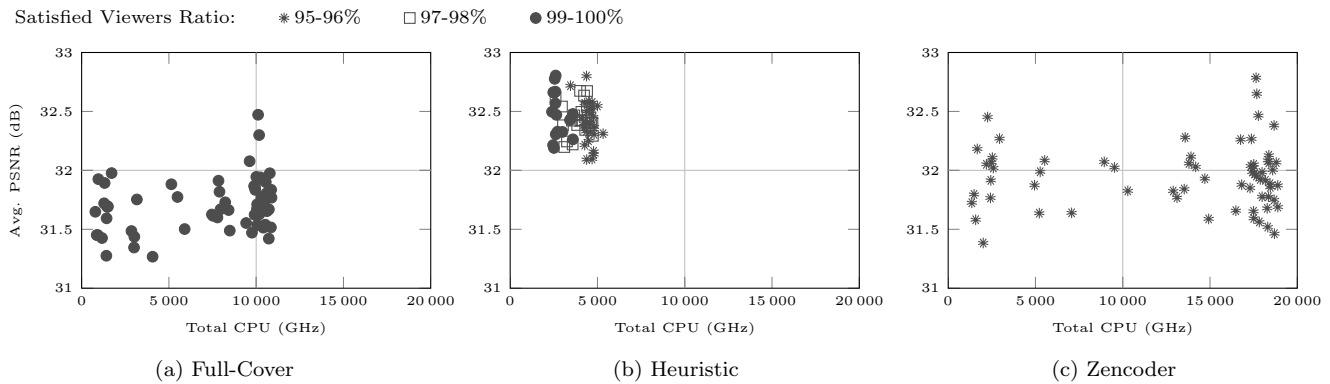 Satisfied Viewers Ratio: 95-96% 97-98% 99-100%
Avg. PSNR (dB)
33
32.5
32
31.5
31
0 5 000 10 000 15 000 20 000
Total CPU (GHz)
(a) Full-Cover
33
32.5
32
31.5
31
0 5 000 10 000 15 000 20 000
Total CPU (GHz)
(b) Heuristic
33
32.5
32
31.5
31
0 5 000 10 000 15 000 20 000
Total CPU (GHz)
(c) Zencoder